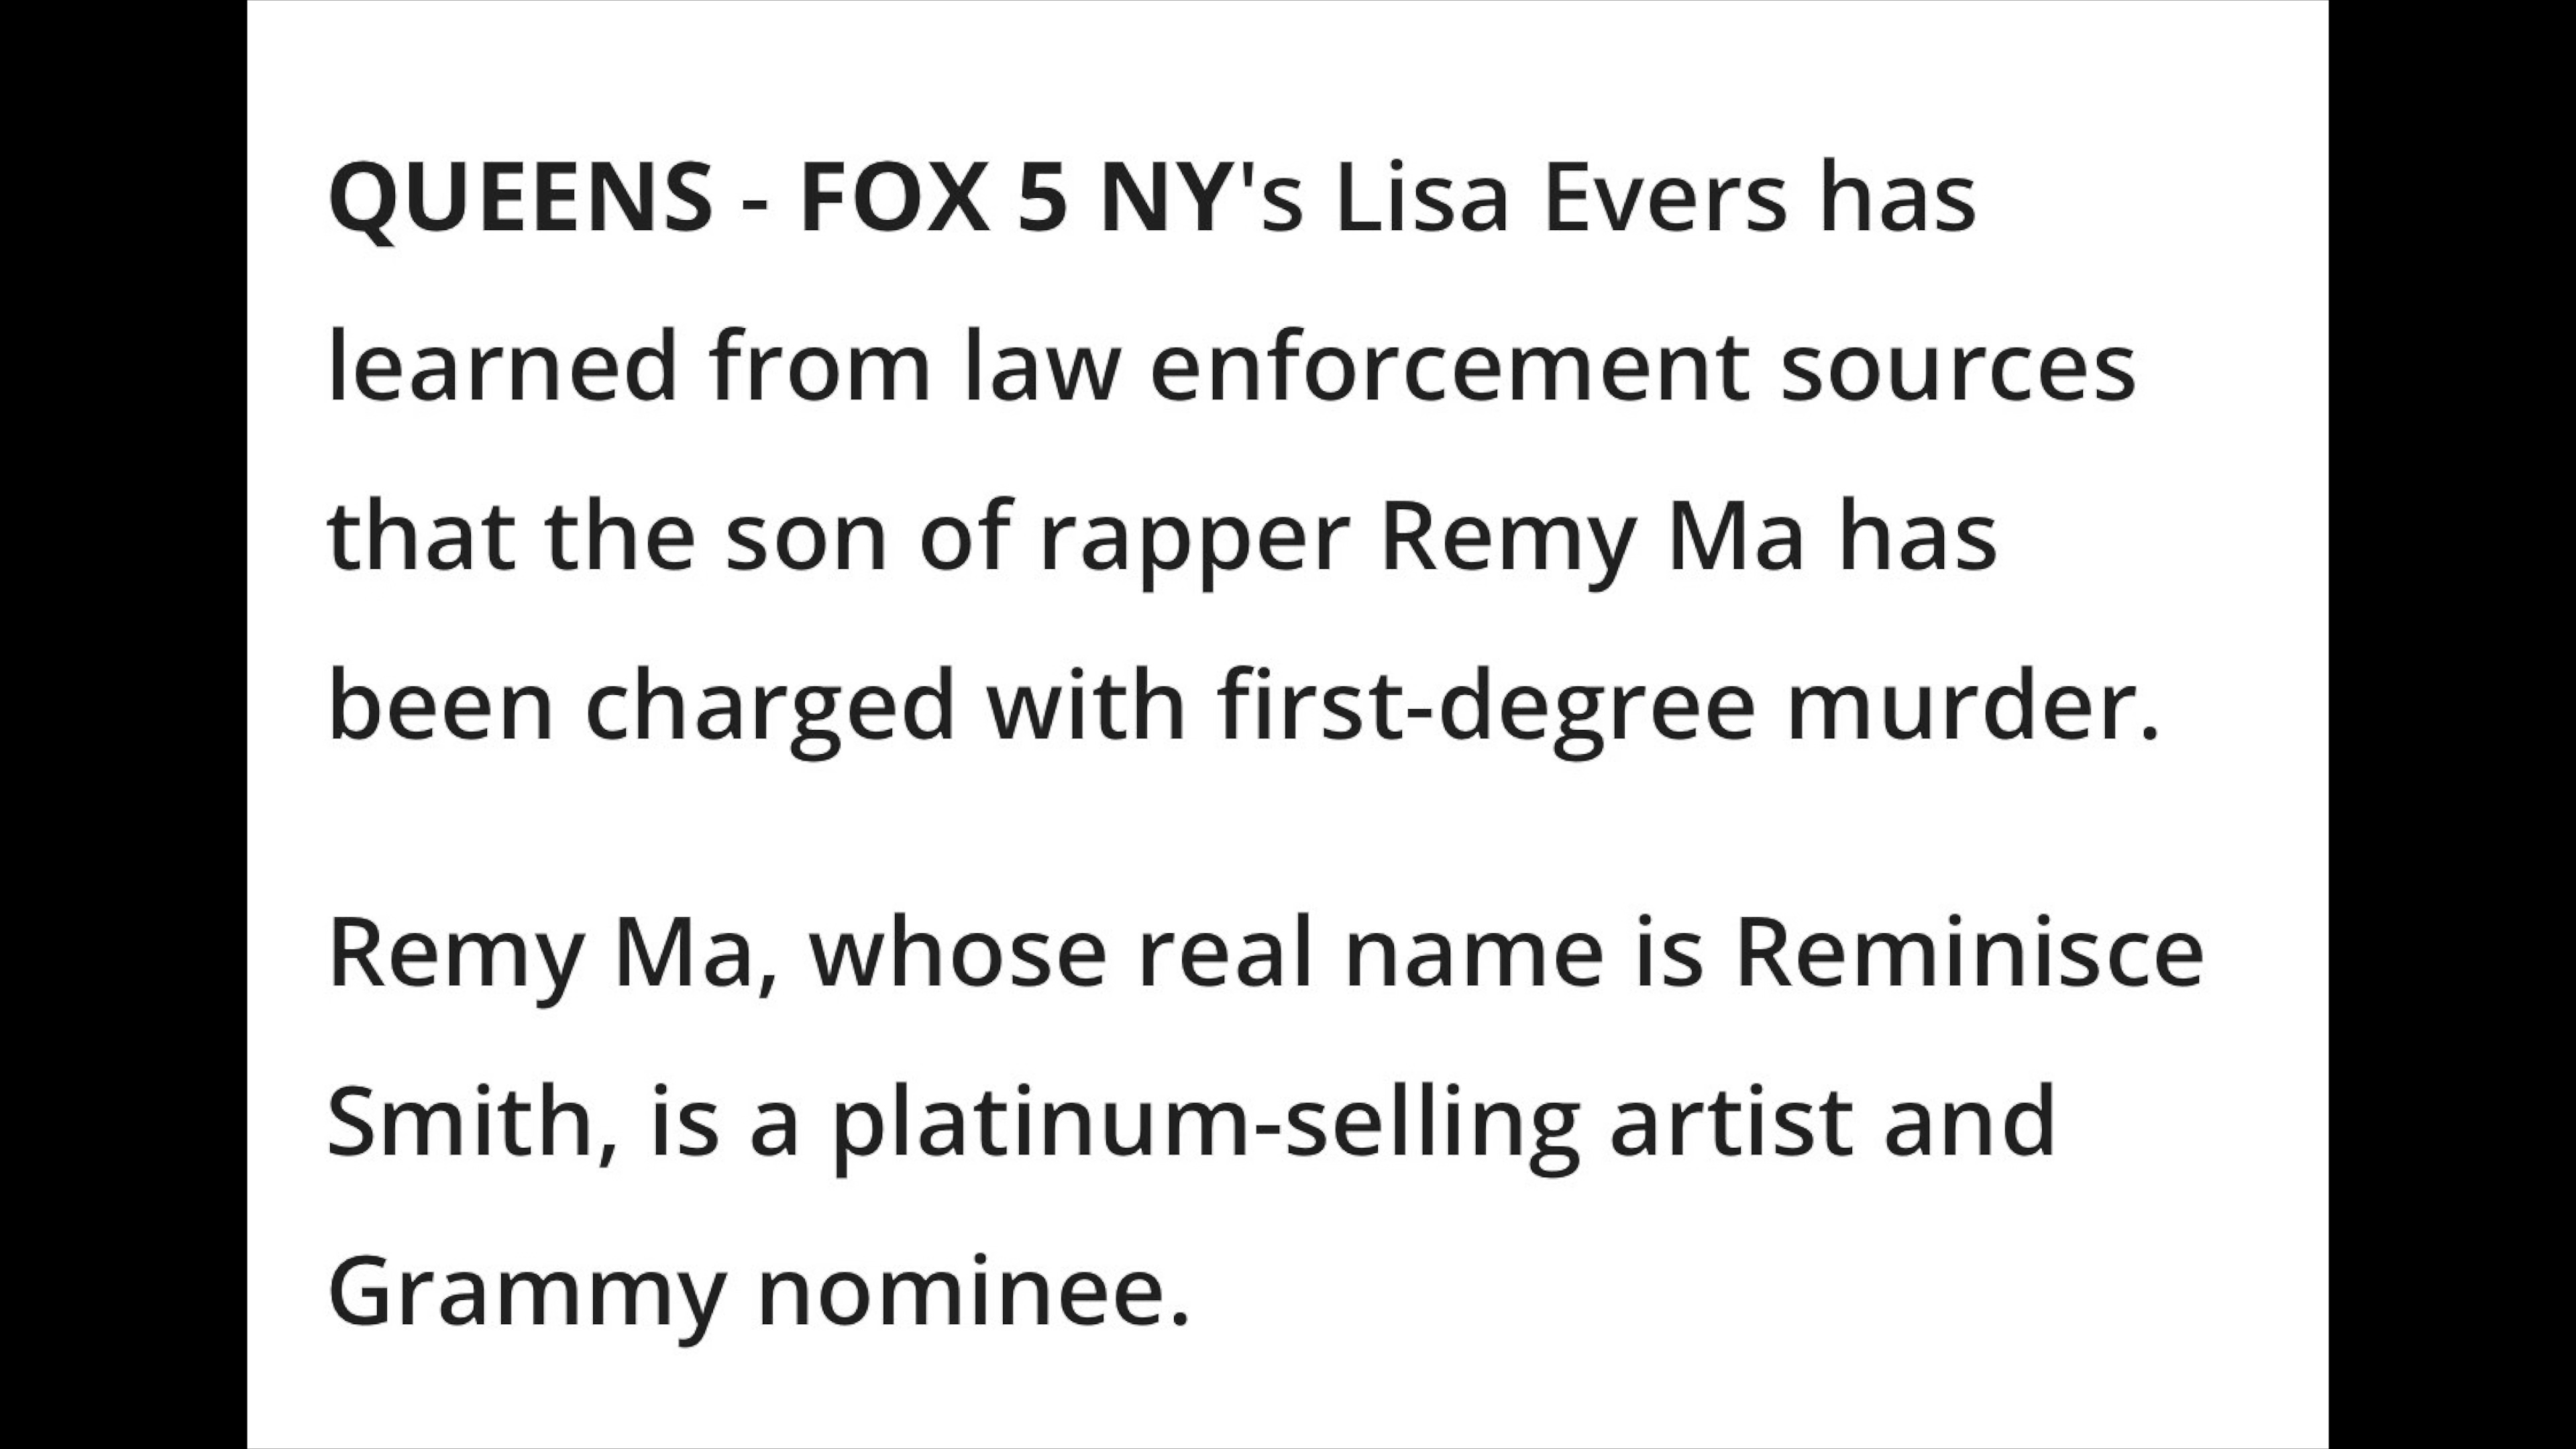 QUEENS - FOX 5 NY's Lisa Evers has
learned from law enforcement sources
that the son of rapper Remy Ma has
been charged with first-degree murder.
Remy Ma, whose real name is Reminisce
Smith, is a platinum-selling artist and
Grammy nominee.